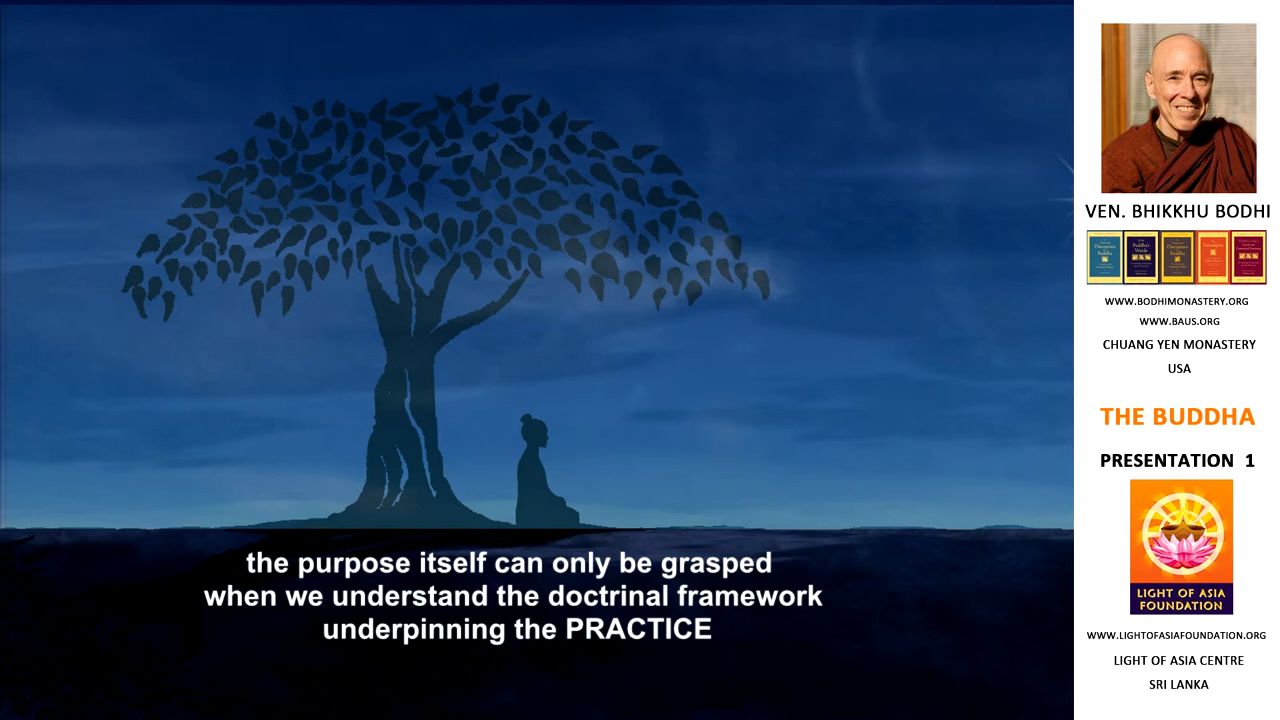 the purpose itself can only be grasped
when we understand the doctrinal framework
underpinning the PRACTICE
VEN. BHIKKHU BODHI
WWW.BODHIMONASTERY.ORG
WWW.BAUS.ORG
CHUANG YEN MONASTERY
USA
THE BUDDHA
PRESENTATION 1
LIGHT OF ASIA
FOUNDATION
WWW.LIGHTOFASIAFOUNDATION.ORG
LIGHT OF ASIA CENTRE
SRI LANKA